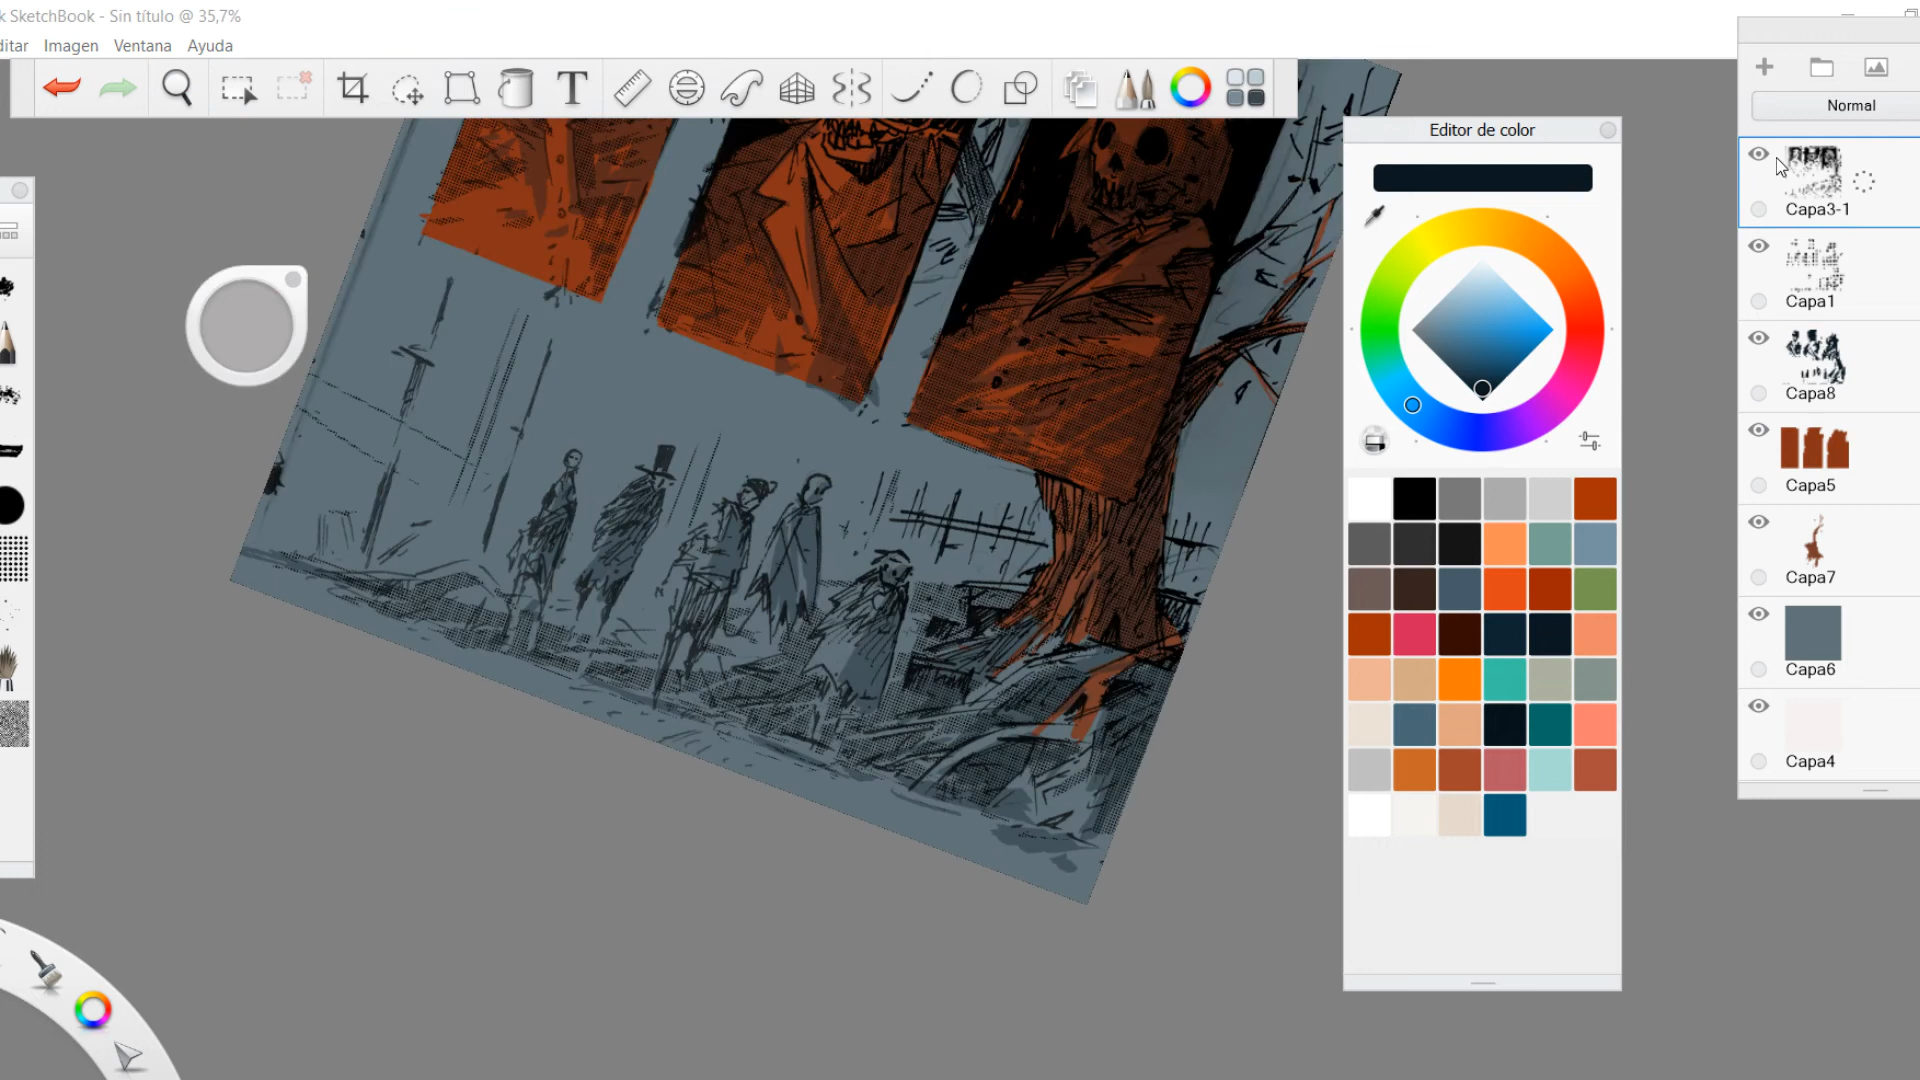 k SketchBook - Sin título @ 35,7%
ditar Imagen Ventana Ayuda
T
Normal
Editor de color
Capa3-1
Capa1
Capa8
Capa5
Capa7
Capa6
Capa4